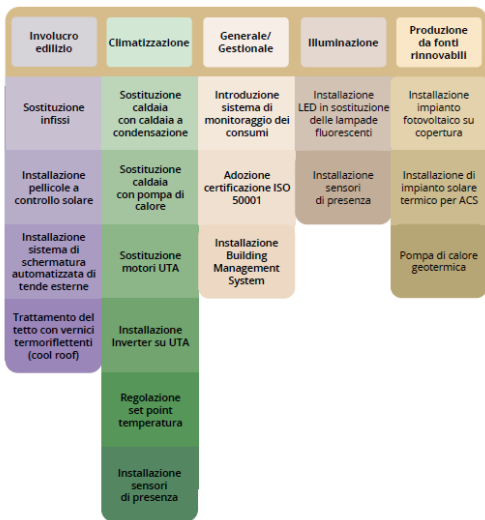 Involucro
edilizio
Climatizzazione
Generale/
Gestionale
Illuminazione
Produzione
da fonti
rinnovabili
Sostituzione
infissi
Installazione
pellicole a
controllo solare
Installazione
sistema di
schermatura
automatizzata di
tende esterne
Trattamento del
tetto con vernici
termoriflettenti
(cool roof)
Sostituzione
caldaia
con caldaia a
condensazione
Sostituzione
caldaia
con pompa di
calore
Sostituzione
motori UTA
Installazione
Inverter su UTA
Regolazione
set point
temperatura
Installazione
sensori
di presenza
Introduzione
sistema di
monitoraggio dei
consumi
Adozione
certificazione ISO
50001
Installazione
Building
Management
System
Installazione
LED in sostituzione
delle lampade
fluorescenti
Installazione
sensori
di presenza
Installazione
impianto
fotovoltaico su
copertura
Installazione di
impianto solare
termico per ACS
Pompa di calore
geotermica